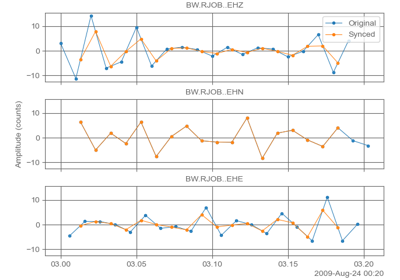 BW.RJOB..EHZ
10
0
−10
Original
Synced
BW.RJOB..EHN
Amplitude (counts)
10
0
−10
BW.RJOB..EHE
10
0
−10
03.00 03.05 03.10 03.15 03.20
2009-Aug-24 00:20